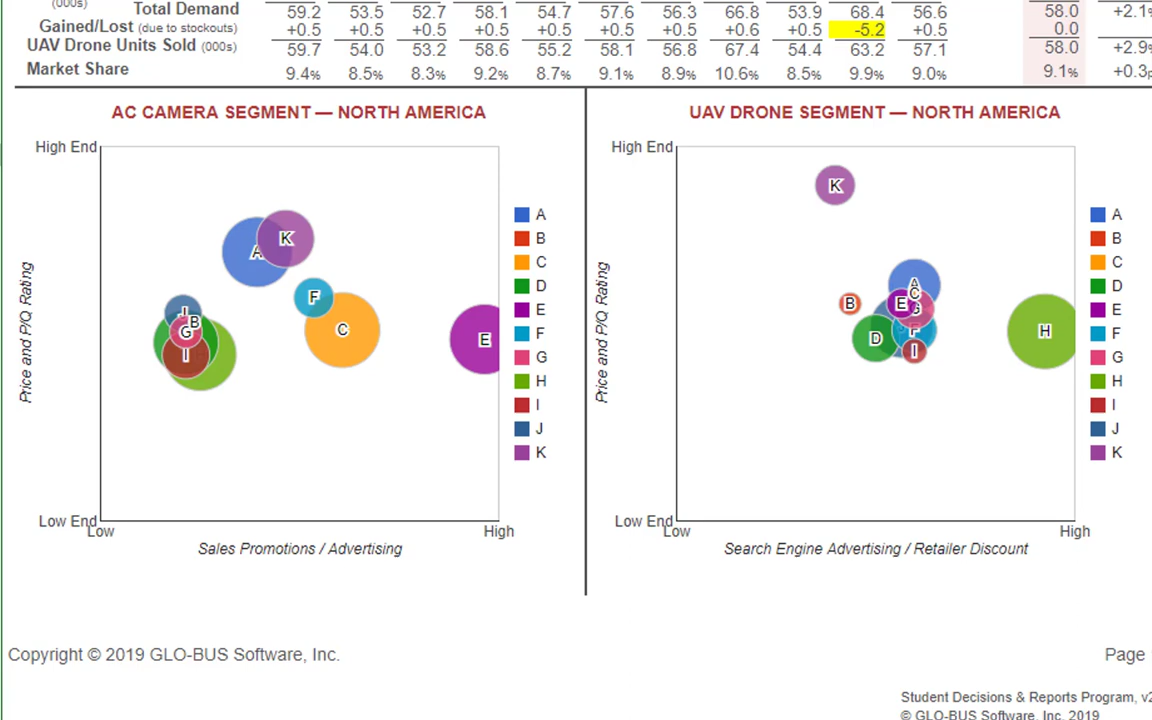 (000s)
Total Demand 59.2 53.5 52.7 58.1 54.7 57.6 56.3 66.8 53.9 68.4 56.6 58.0 +2.1%
Gained/Lost (due to stockouts) +0.5 +0.5 +0.5 +0.5 +0.5 +0.5 +0.5 +0.6 +0.5 -5.2 +0.5 0.0
UAV Drone Units Sold (000s) 59.7 54.0 53.2 58.6 55.2 58.1 56.8 67.4 54.4 63.2 57.1 58.0 +2.9%
Market Share 9.4% 8.5% 8.3% 9.2% 8.7% 9.1% 8.9% 10.6% 8.5% 9.9% 9.0% 9.1% +0.3p
AC CAMERA SEGMENT — NORTH AMERICA
High End
Price and P/Q Rating
Low End
Low
High
Sales Promotions / Advertising
A
K
F
C
E
J
B
G
I
A
B
C
D
E
F
G
H
I
J
K
UAV DRONE SEGMENT — NORTH AMERICA
High End
Price and P/Q Rating
Low End
Low
High
Search Engine Advertising / Retailer Discount
K
A
C
B
E
G
F
D
I
H
A
B
C
D
E
F
G
H
I
J
K
Copyright © 2019 GLO-BUS Software, Inc.
Page
Student Decisions & Reports Program, v2
© GLO-BUS Software, Inc. 2019